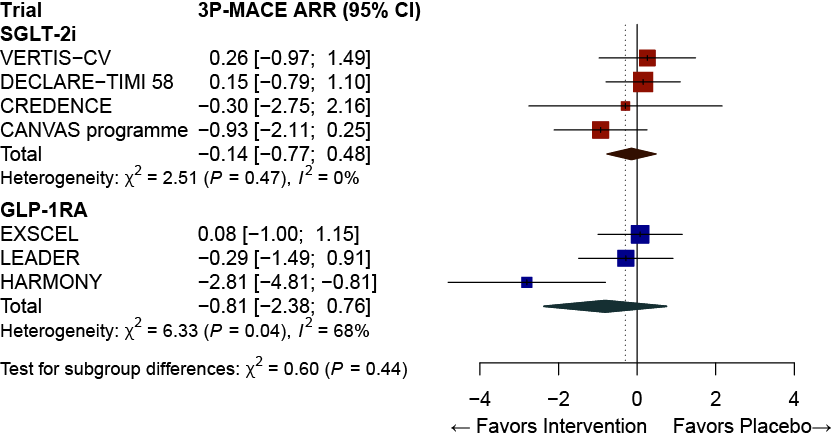 Trial 3P-MACE ARR (95% CI)
SGLT-2i
VERTIS−CV 0.26 [−0.97; 1.49]
DECLARE−TIMI 58 0.15 [−0.79; 1.10]
CREDENCE −0.30 [−2.75; 2.16]
CANVAS programme −0.93 [−2.11; 0.25]
Total −0.14 [−0.77; 0.48]
Heterogeneity: χ² = 2.51 (P = 0.47), I² = 0%
GLP-1RA
EXSCEL 0.08 [−1.00; 1.15]
LEADER −0.29 [−1.49; 0.91]
HARMONY −2.81 [−4.81; −0.81]
Total −0.81 [−2.38; 0.76]
Heterogeneity: χ² = 6.33 (P = 0.04), I² = 68%
Test for subgroup differences: χ² = 0.60 (P = 0.44)
−4 −2 0 2 4
← Favors Intervention Favors Placebo→